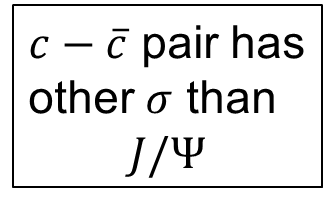 c − c̄ pair has
other σ than
J/Ψ